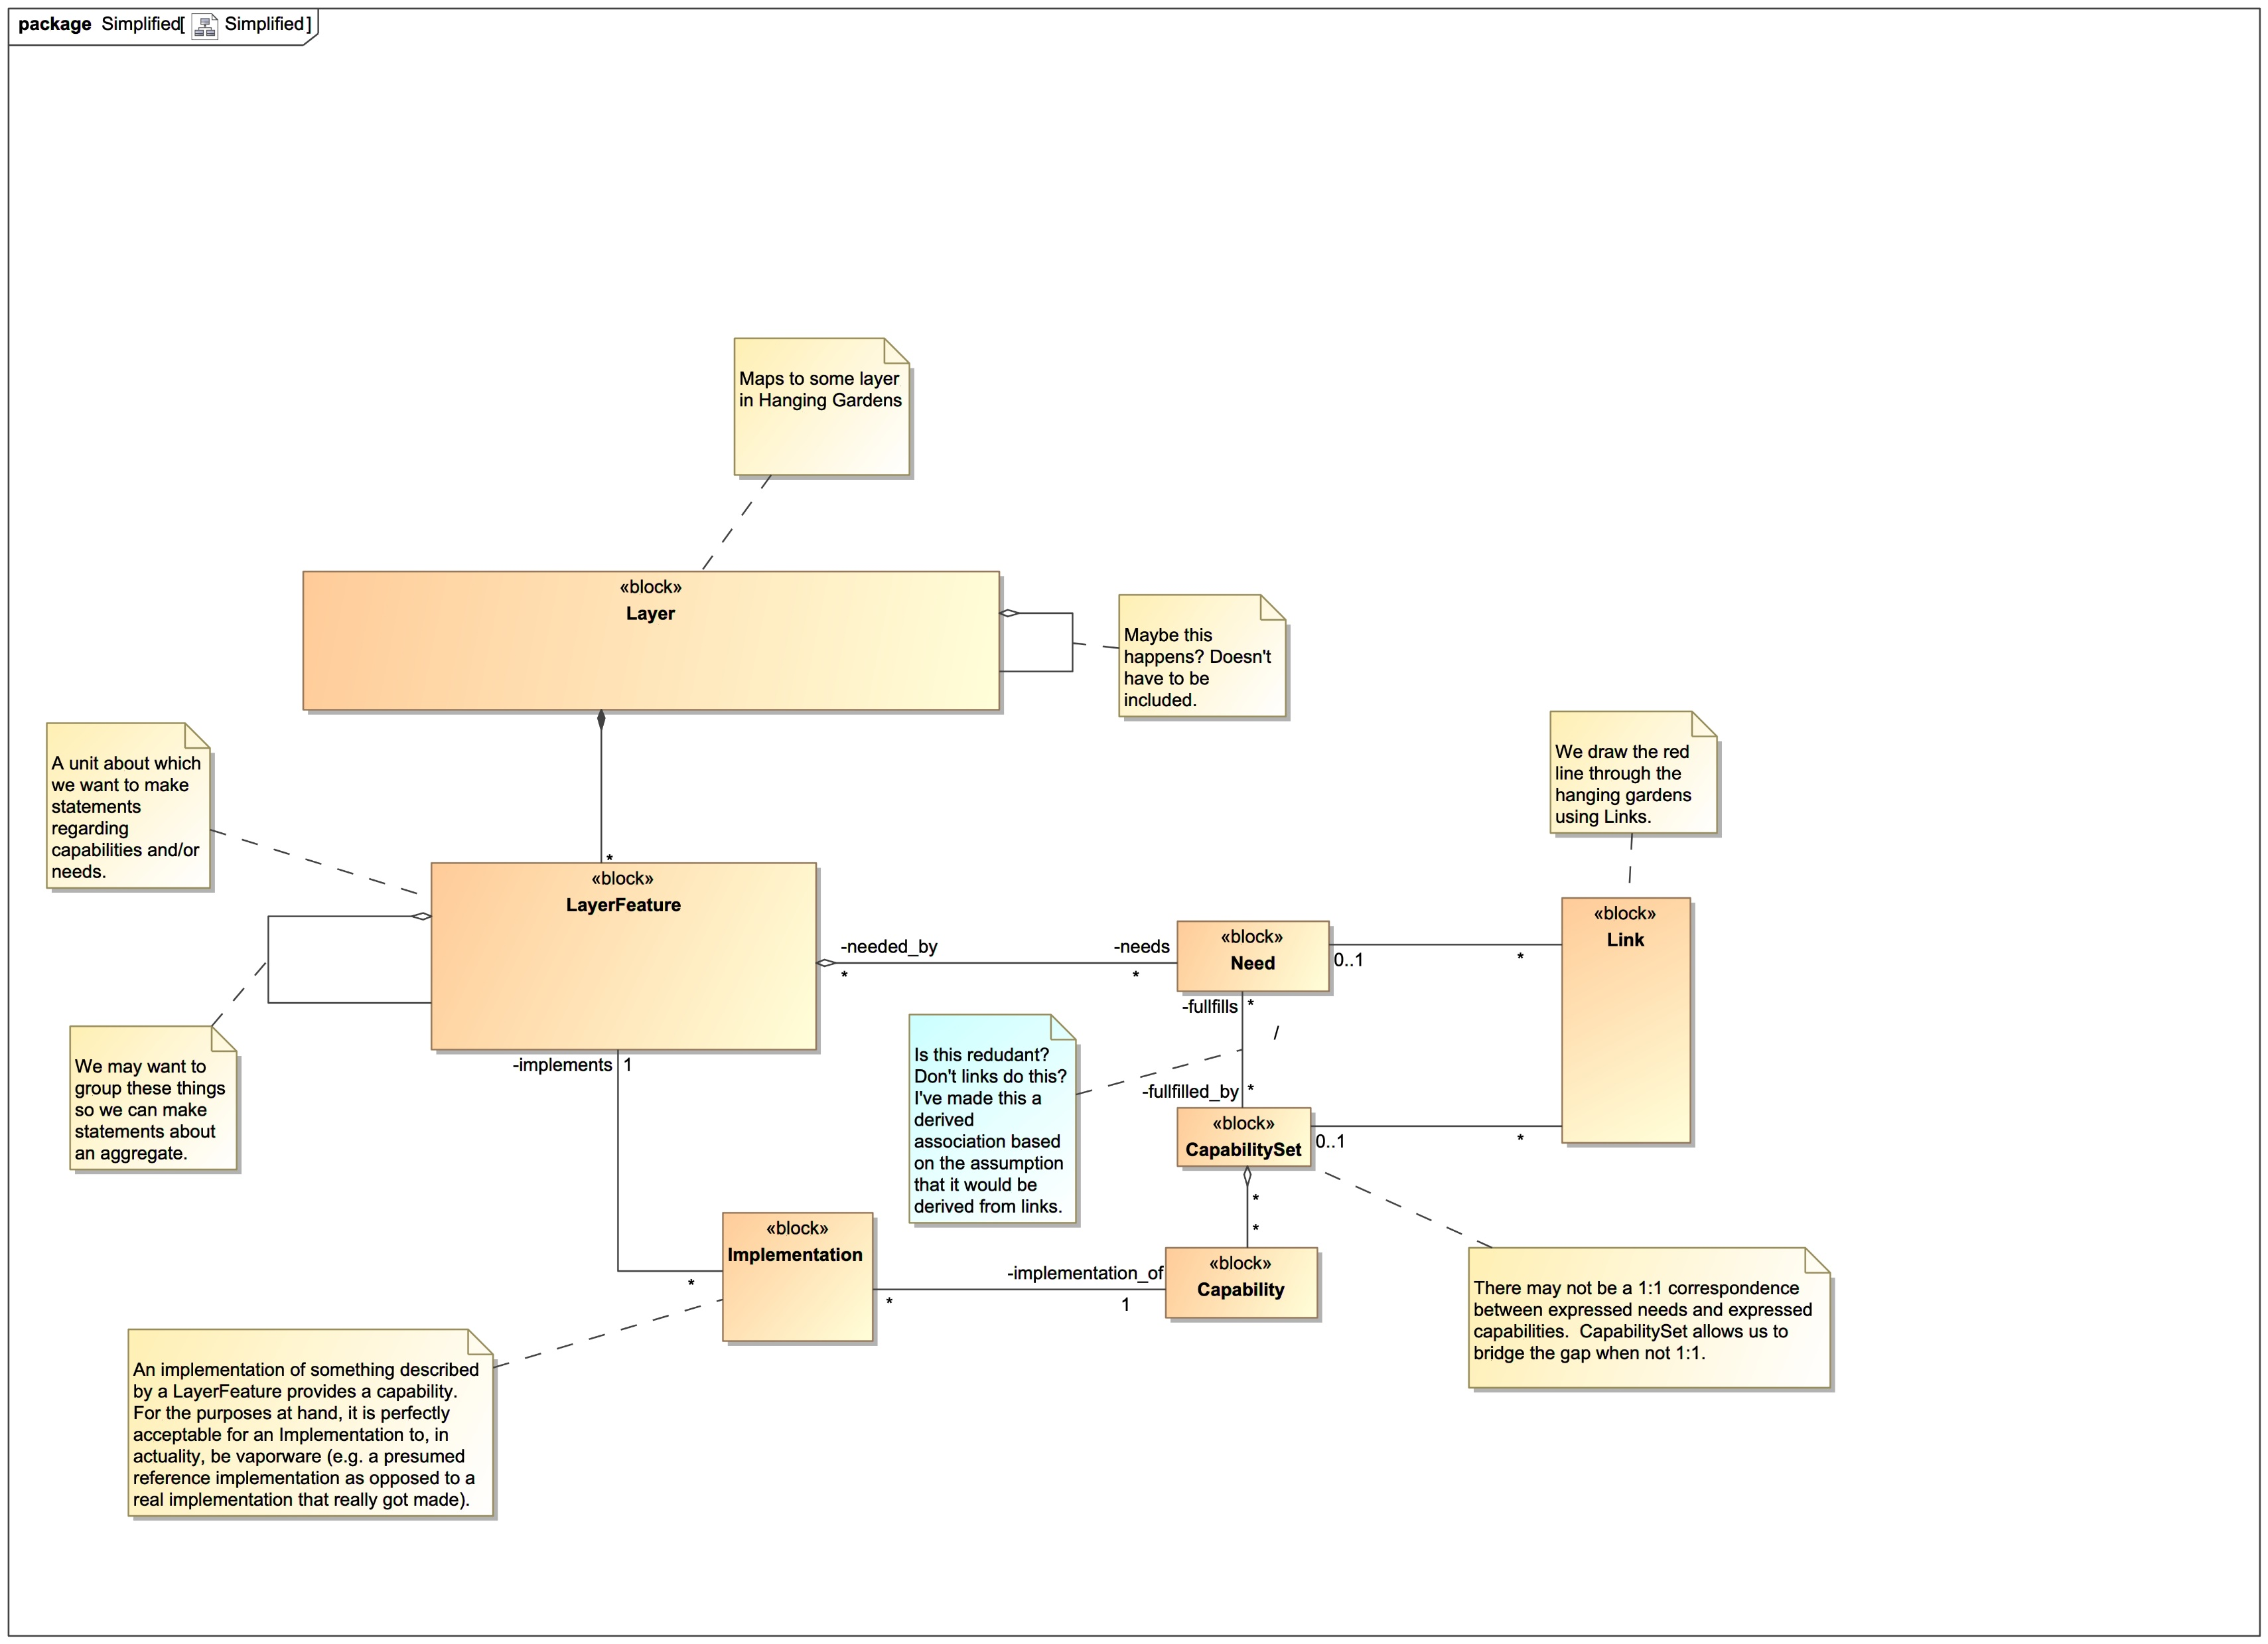 package Simplified[ Simplified ]
Maps to some layer
in Hanging Gardens
«block»
Layer
Maybe this
happens? Doesn't
have to be
included.
A unit about which
we want to make
statements
regarding
capabilities and/or
needs.
We draw the red
line through the
hanging gardens
using Links.
*
«block»
LayerFeature
-needed_by
*
-needs
*
«block»
Need
0..1
*
«block»
Link
-fullfills
*
/
-fullfilled_by
*
Is this redudant?
Don't links do this?
I've made this a
derived
association based
on the assumption
that it would be
derived from links.
We may want to
group these things
so we can make
statements about
an aggregate.
-implements
1
«block»
CapabilitySet
0..1
*
*
*
«block»
Implementation
*
*
-implementation_of
1
«block»
Capability
There may not be a 1:1 correspondence
between expressed needs and expressed
capabilities.  CapabilitySet allows us to
bridge the gap when not 1:1.
An implementation of something described
by a LayerFeature provides a capability.
For the purposes at hand, it is perfectly
acceptable for an Implementation to, in
actuality, be vaporware (e.g. a presumed
reference implementation as opposed to a
real implementation that really got made).